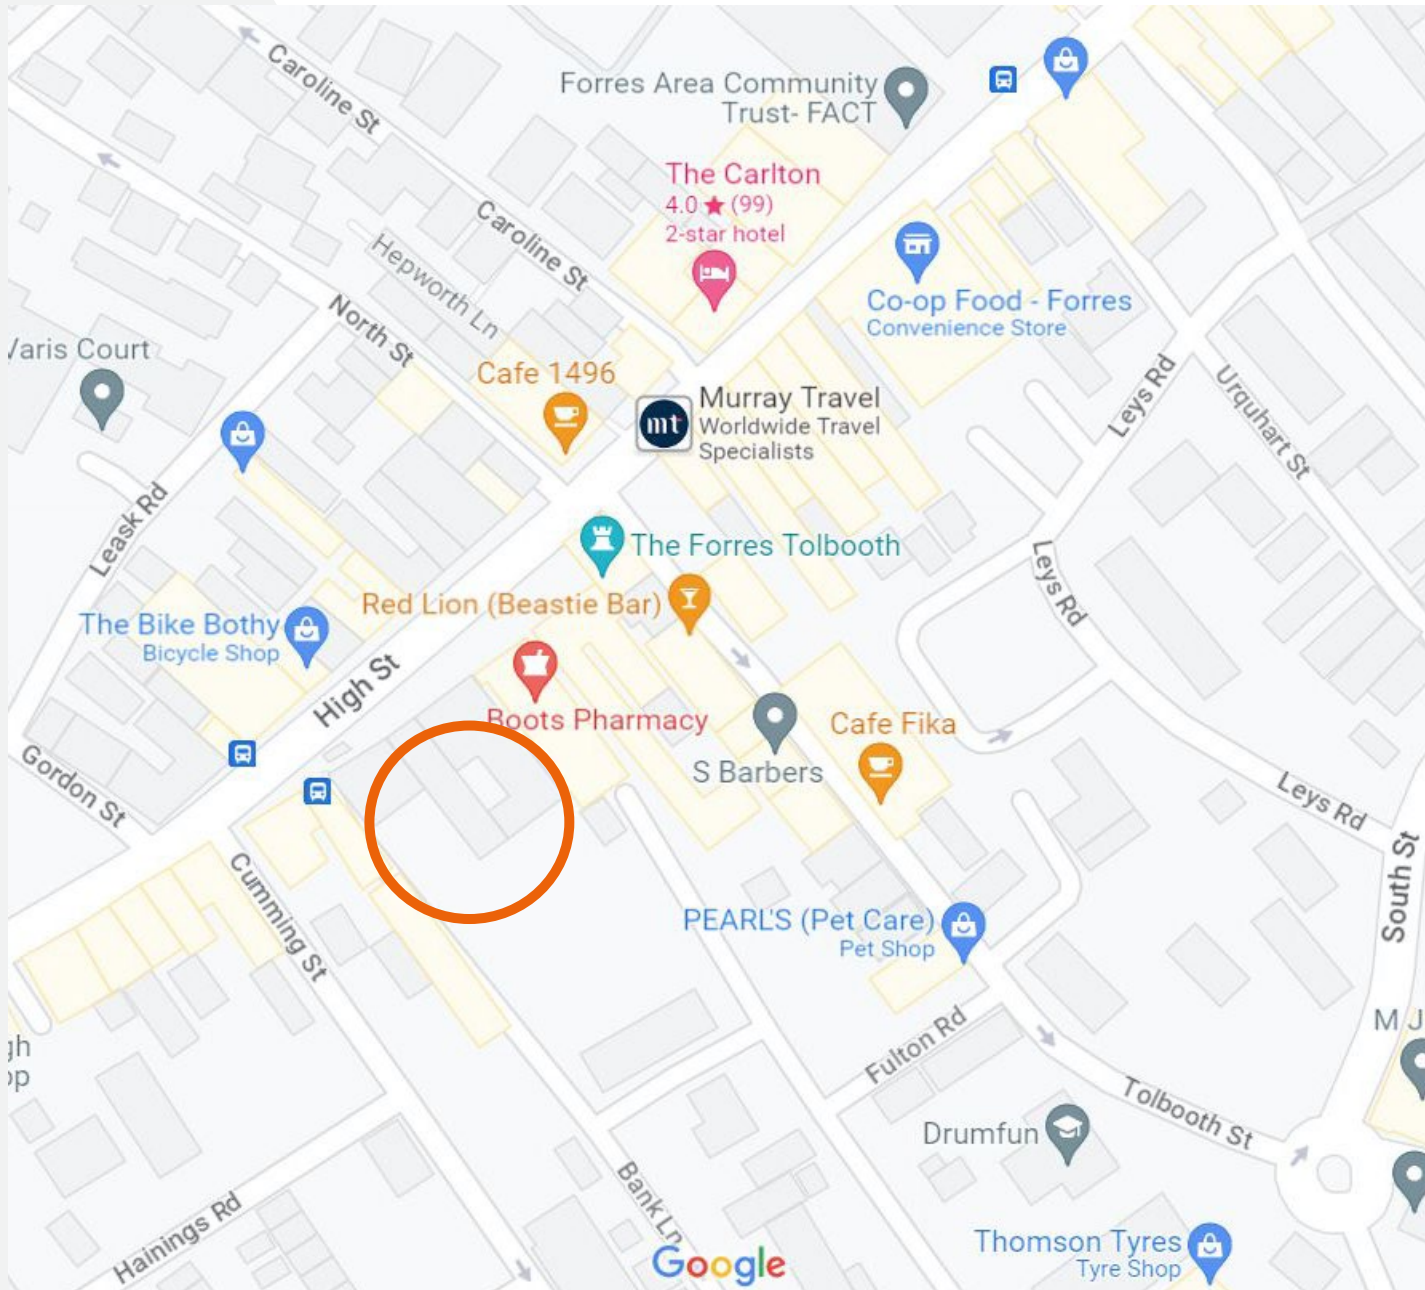 Caroline St
Forres Area Community
Trust- FACT
The Carlton
4.0 ★ (99)
2-star hotel
Caroline St
Hepworth Ln
North St
Co-op Food - Forres
Convenience Store
Varis Court
Cafe 1496
Murray Travel
Worldwide Travel
Specialists
mt
Leys Rd
Urquhart St
Leask Rd
The Forres Tolbooth
Red Lion (Beastie Bar)
Leys Rd
The Bike Bothy
Bicycle Shop
High St
Boots Pharmacy
Cafe Fika
S Barbers
Gordon St
Leys Rd
Cumming St
South St
PEARL'S (Pet Care)
Pet Shop
gh
op
M J
Fulton Rd
Tolbooth St
Drumfun
Bank Ln
Hainings Rd
Google
Thomson Tyres
Tyre Shop